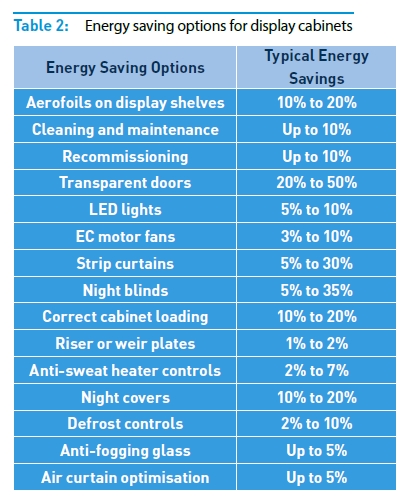 Table 2: Energy saving options for display cabinets
Energy Saving Options Typical Energy Savings
Aerofoils on display shelves 10% to 20%
Cleaning and maintenance Up to 10%
Recommissioning Up to 10%
Transparent doors 20% to 50%
LED lights 5% to 10%
EC motor fans 3% to 10%
Strip curtains 5% to 30%
Night blinds 5% to 35%
Correct cabinet loading 10% to 20%
Riser or weir plates 1% to 2%
Anti-sweat heater controls 2% to 7%
Night covers 10% to 20%
Defrost controls 2% to 10%
Anti-fogging glass Up to 5%
Air curtain optimisation Up to 5%